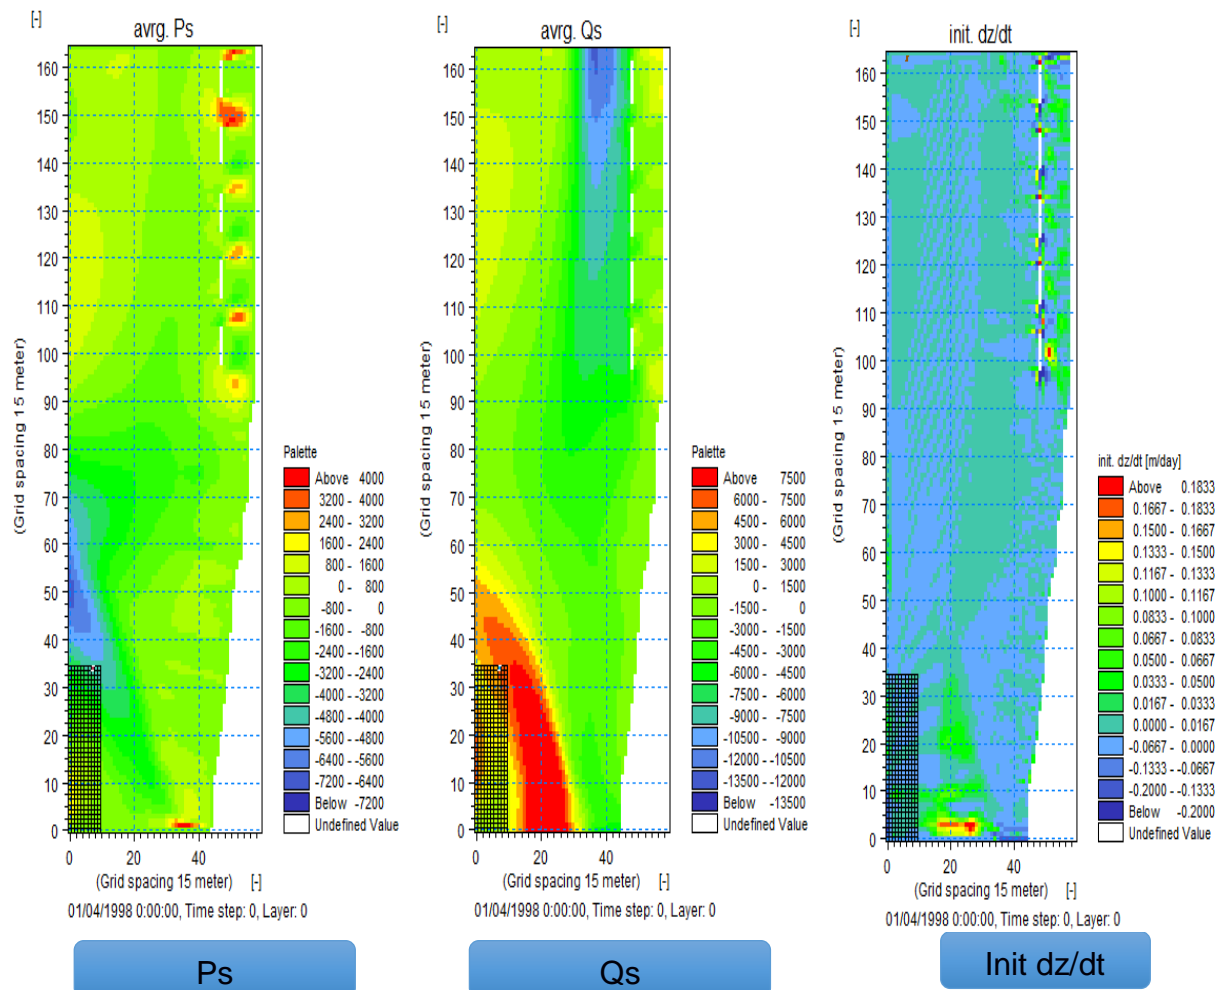 [-]
avrg. Ps
160
150
140
130
120
110
100
90
80
70
60
50
40
30
20
10
0
(Grid spacing 15 meter)
0 20 40
(Grid spacing 15 meter) [-]
01/04/1998 0:00:00, Time step: 0, Layer: 0
Palette
Above 4000
3200 - 4000
2400 - 3200
1600 - 2400
800 - 1600
0 - 800
-800 - 0
-1600 - -800
-2400 - -1600
-3200 - -2400
-4000 - -3200
-4800 - -4000
-5600 - -4800
-6400 - -5600
-7200 - -6400
Below -7200
Undefined Value
Ps
[-]
avrg. Qs
160
150
140
130
120
110
100
90
80
70
60
50
40
30
20
10
0
(Grid spacing 15 meter)
0 20 40
(Grid spacing 15 meter) [-]
01/04/1998 0:00:00, Time step: 0, Layer: 0
Palette
Above 7500
6000 - 7500
4500 - 6000
3000 - 4500
1500 - 3000
0 - 1500
-1500 - 0
-3000 - -1500
-4500 - -3000
-6000 - -4500
-7500 - -6000
-9000 - -7500
-10500 - -9000
-12000 - -10500
-13500 - -12000
Below -13500
Undefined Value
Qs
[-]
init. dz/dt
160
150
140
130
120
110
100
90
80
70
60
50
40
30
20
10
0
(Grid spacing 15 meter)
0 20 40
(Grid spacing 15 meter) [-]
01/04/1998 0:00:00, Time step: 0, Layer: 0
init. dz/dt [m/day]
Above 0.1833
0.1667 - 0.1833
0.1500 - 0.1667
0.1333 - 0.1500
0.1167 - 0.1333
0.1000 - 0.1167
0.0833 - 0.1000
0.0667 - 0.0833
0.0500 - 0.0667
0.0333 - 0.0500
0.0167 - 0.0333
0.0000 - 0.0167
-0.0667 - 0.0000
-0.1333 - -0.0667
-0.2000 - -0.1333
Below -0.2000
Undefined Value
Init dz/dt